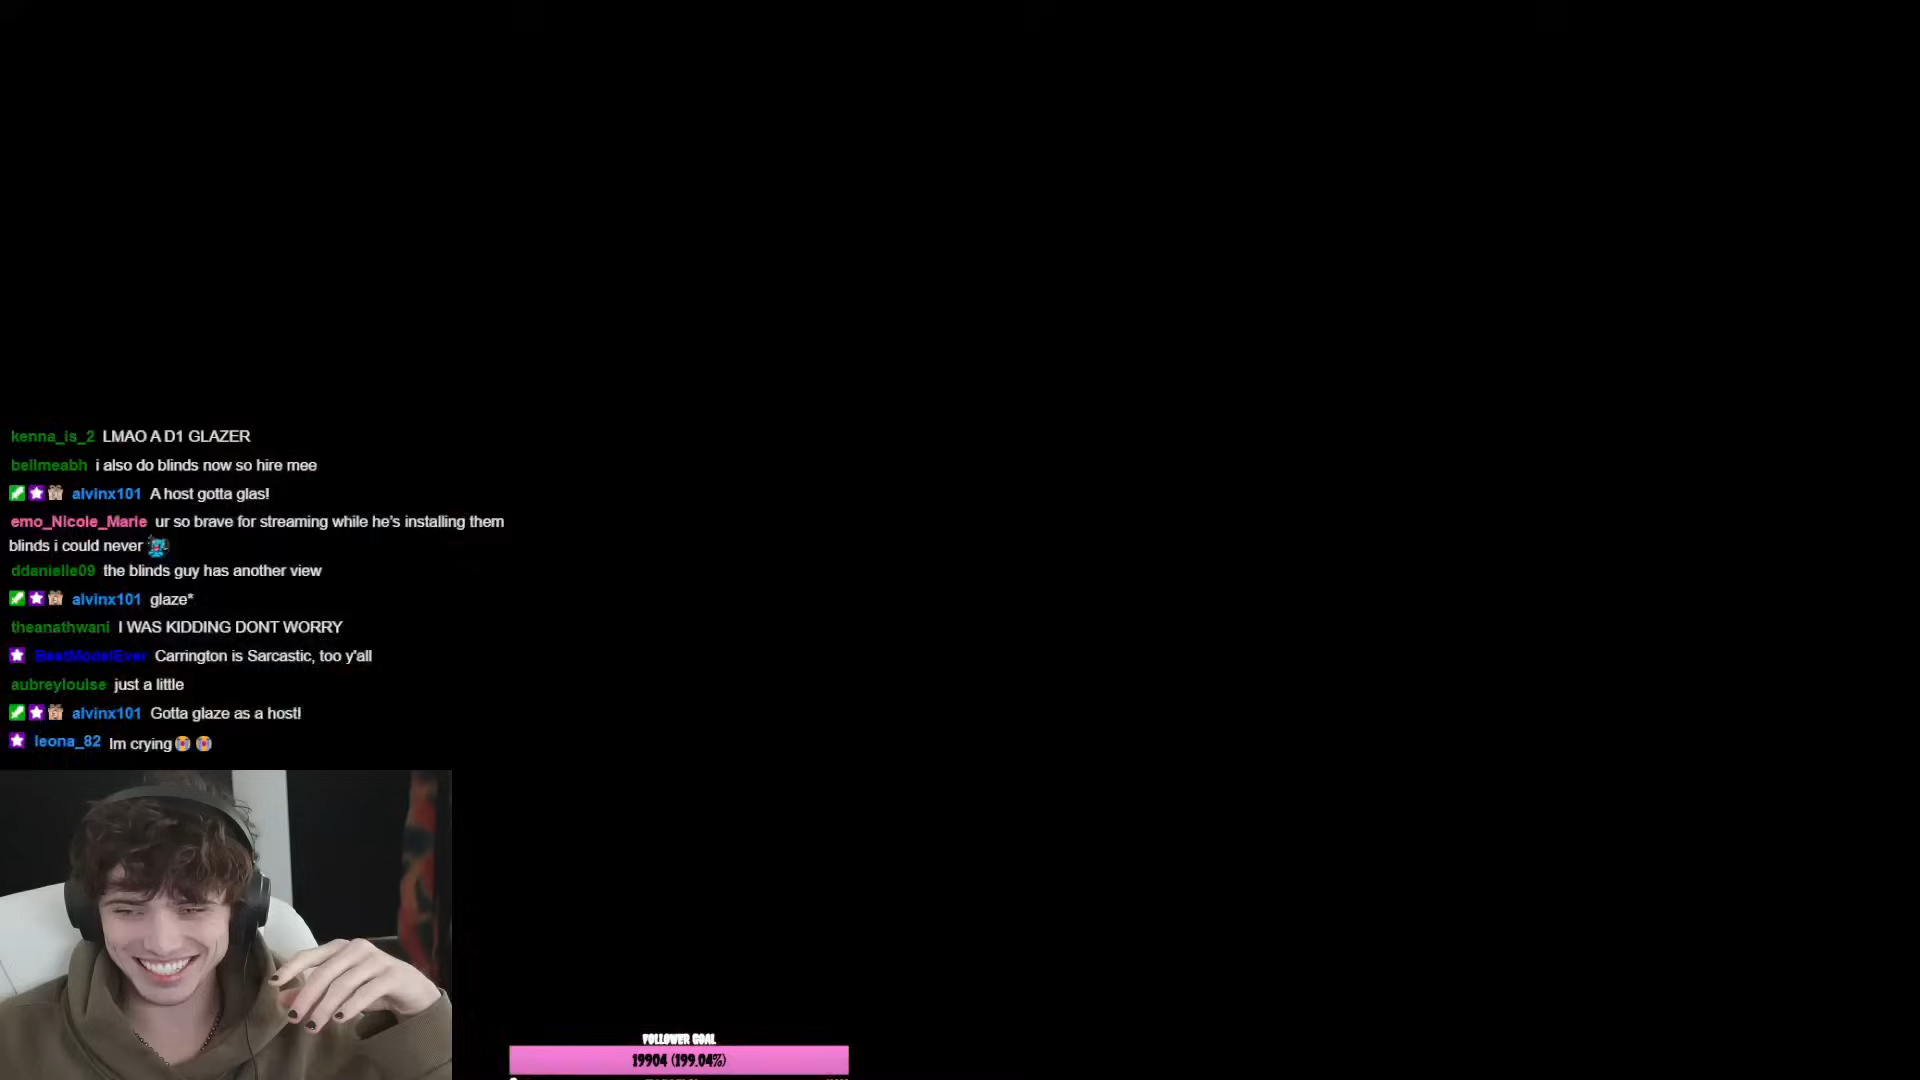 kenna_is_2 LMAO A D1 GLAZER
bellmeabh i also do blinds now so hire mee
alvinx101 A host gotta glas!
emo_Nicole_Marie ur so brave for streaming while he's installing them
blinds i could never
ddanielle09 the blinds guy has another view
alvinx101 glaze*
theanathwani I WAS KIDDING DONT WORRY
BestModelEver Carrington is Sarcastic, too y'all
aubreylouise just a little
alvinx101 Gotta glaze as a host!
leona_82 Im crying
FOLLOWER GOAL
19904 (199.04%)